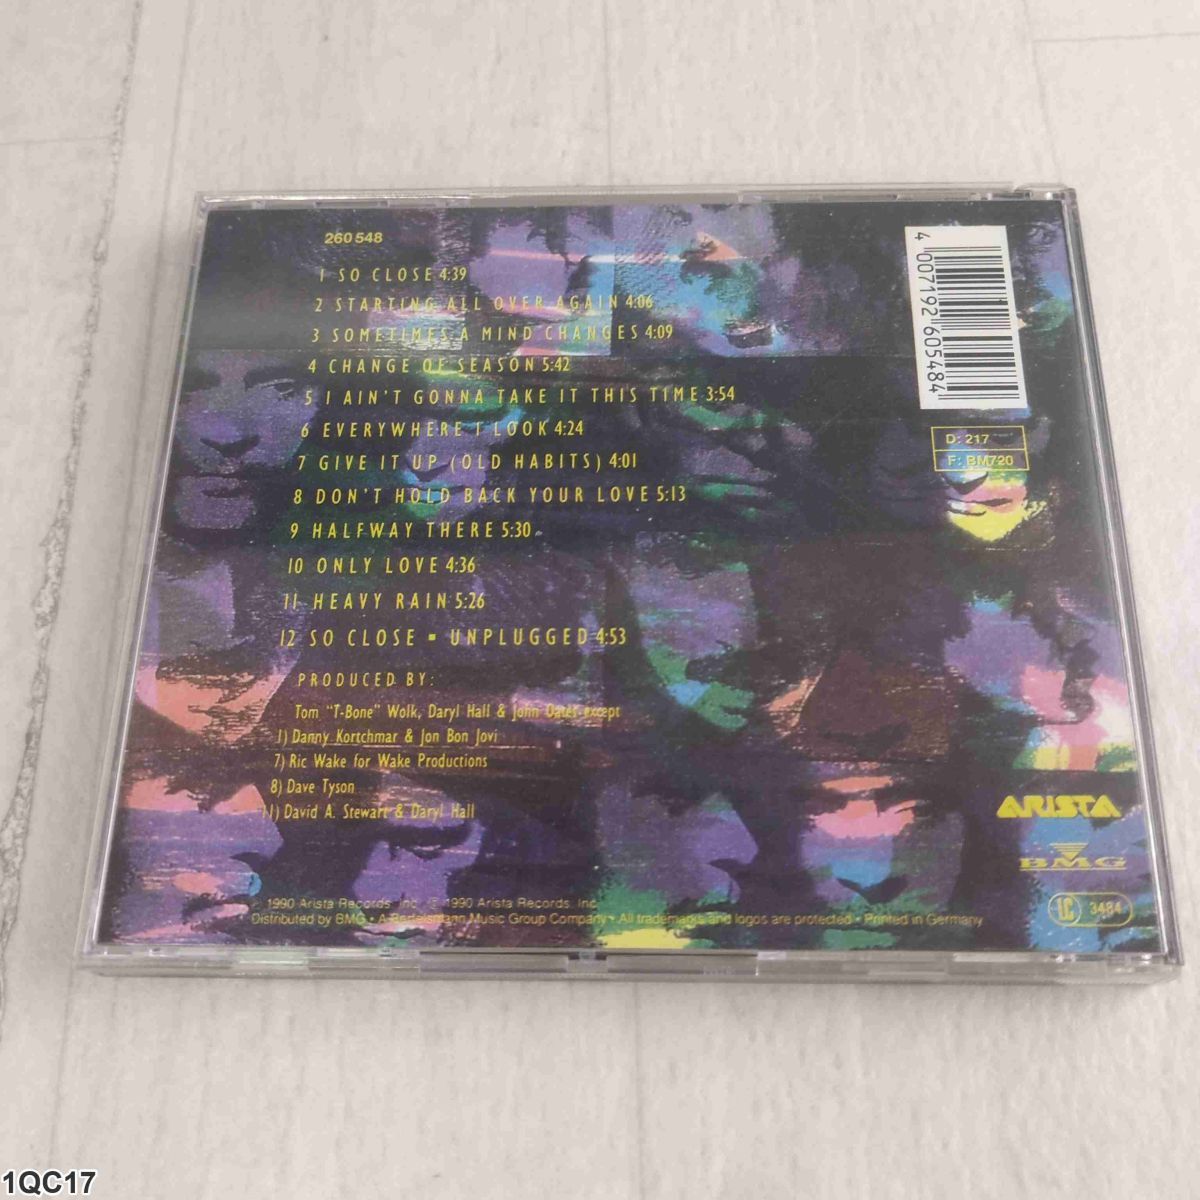 260 548
1 SO CLOSE 4:39
2 STARTING ALL OVER AGAIN 4:06
3 SOMETIMES A MIND CHANGES 4:09
4 CHANGE OF SEASON 5:42
5 I AIN'T GONNA TAKE IT THIS TIME 3:54
6 EVERYWHERE I LOOK 4:24
7 GIVE IT UP (OLD HABITS) 4:01
8 DON'T HOLD BACK YOUR LOVE 5:13
9 HALFWAY THERE 5:30
10 ONLY LOVE 4:36
11 HEAVY RAIN 5:26
12 SO CLOSE ▪ UNPLUGGED 4:53
PRODUCED BY:
Tom "T-Bone" Wolk, Daryl Hall & John Oates except
1) Danny Kortchmar & Jon Bon Jovi
7) Ric Wake for Wake Productions
8) Dave Tyson
11) David A. Stewart & Daryl Hall
℗ 1990 Arista Records, Inc. © 1990 Arista Records, Inc.
Distributed by BMG • A Bertelsmann Music Group Company • All trademarks and logos are protected • Printed in Germany
4 007192 605484
D: 217
F: BM720
ARISTA
BMG
LC 3484
1QC17